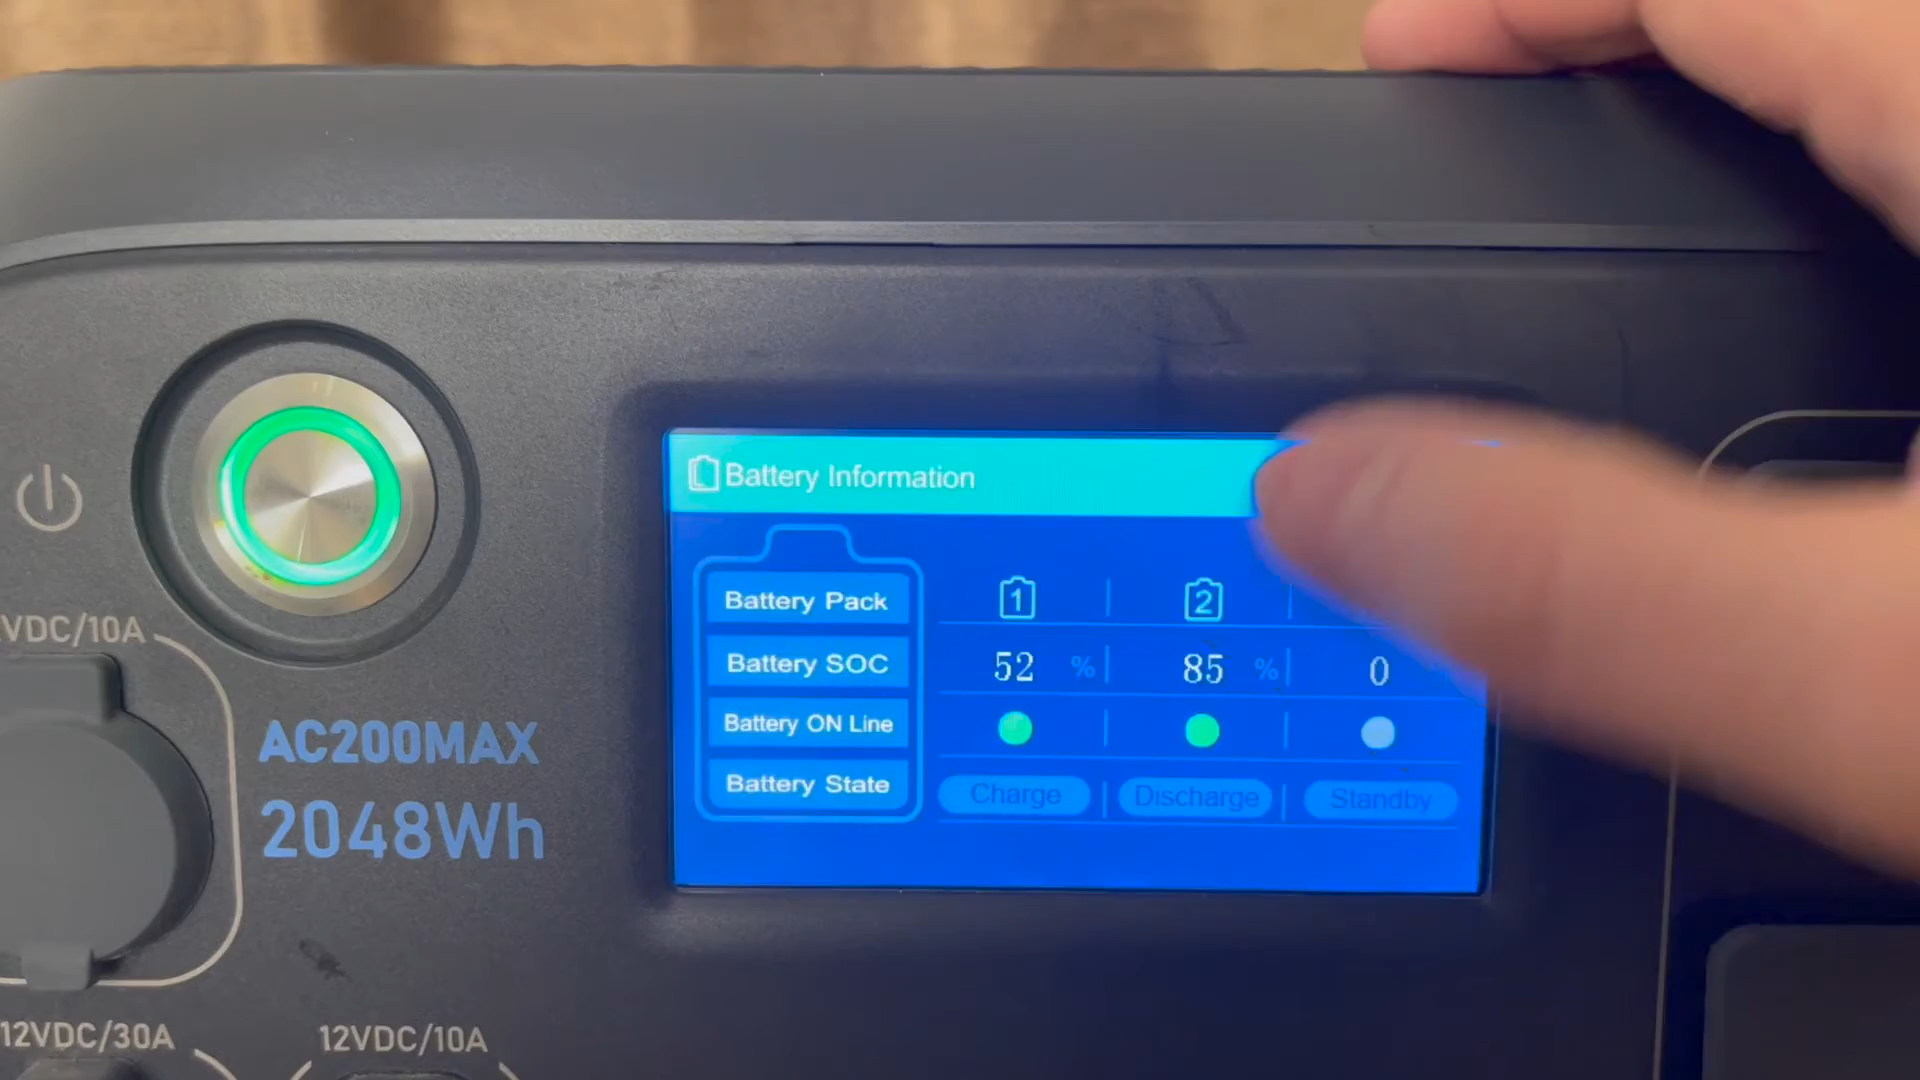 Battery Information
Battery Pack 1 2
Battery SOC 52 % 85 % 0
Battery ON Line
Battery State Charge Discharge Standby
VDC/10A
AC200MAX
2048Wh
12VDC/30A 12VDC/10A